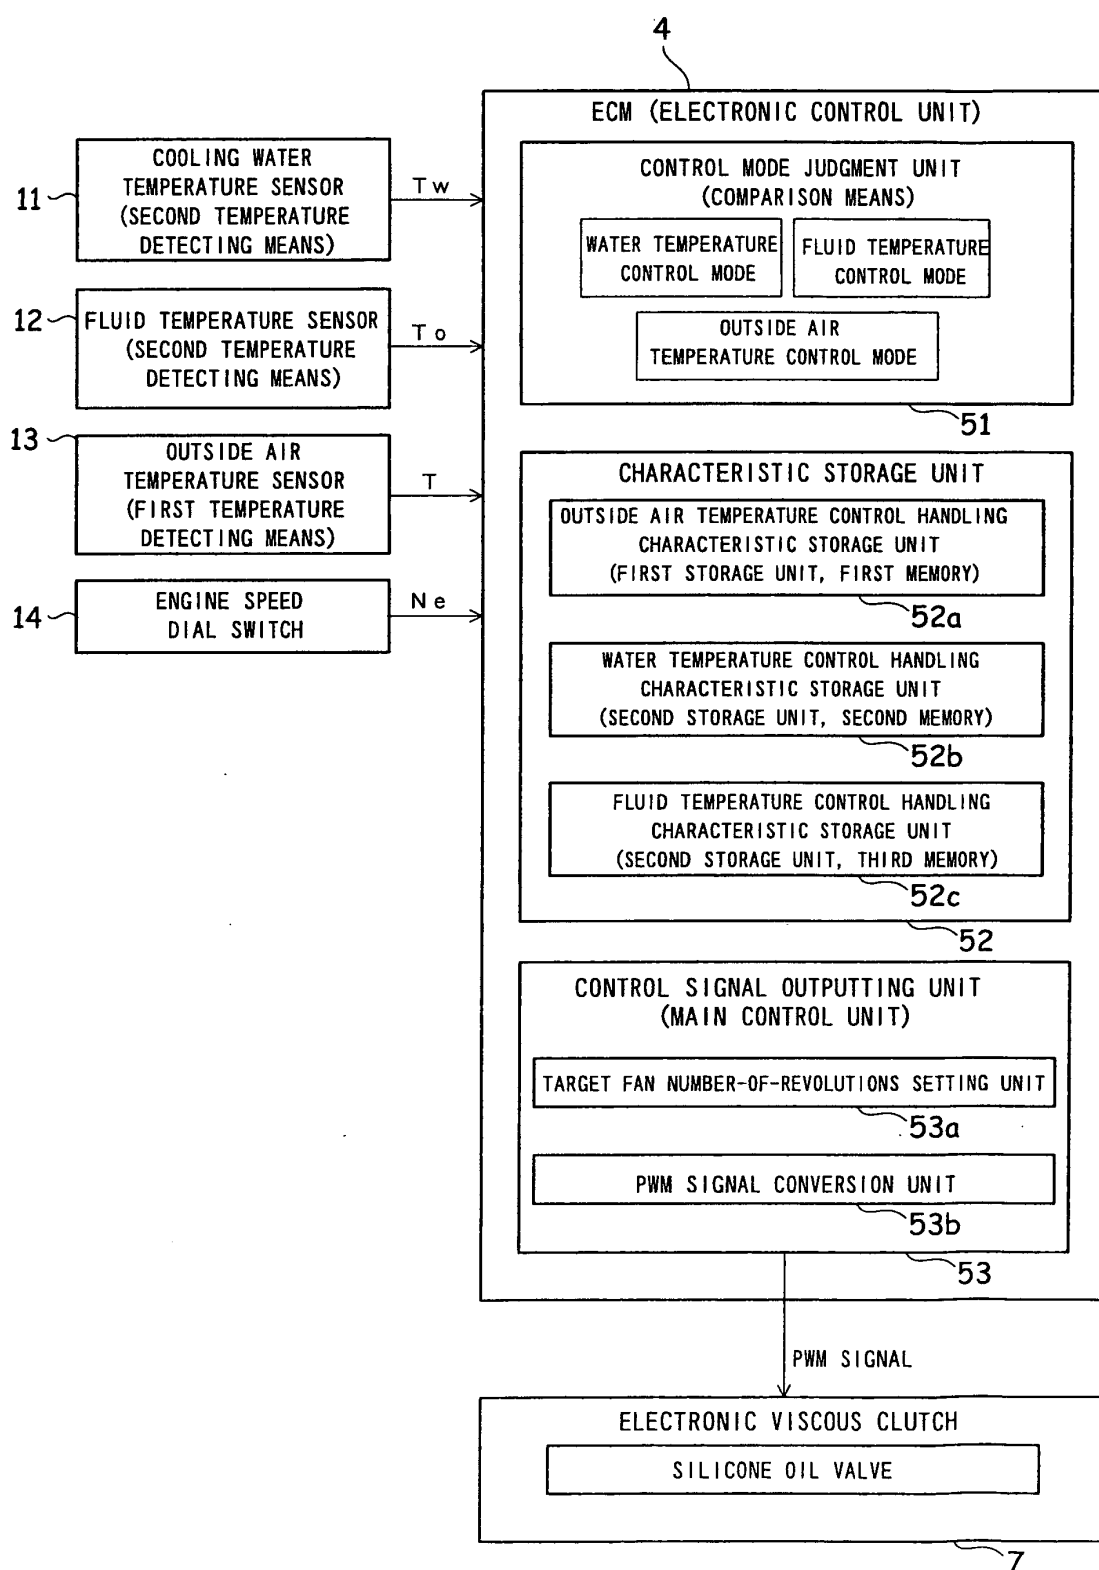 4
ECM (ELECTRONIC CONTROL UNIT)
CONTROL MODE JUDGMENT UNIT
(COMPARISON MEANS)
WATER TEMPERATURE
CONTROL MODE
FLUID TEMPERATURE
CONTROL MODE
OUTSIDE AIR
TEMPERATURE CONTROL MODE
51
11
COOLING WATER
TEMPERATURE SENSOR
(SECOND TEMPERATURE
DETECTING MEANS)
Tw
12
FLUID TEMPERATURE SENSOR
(SECOND TEMPERATURE
DETECTING MEANS)
To
13
OUTSIDE AIR
TEMPERATURE SENSOR
(FIRST TEMPERATURE
DETECTING MEANS)
T
14
ENGINE SPEED
DIAL SWITCH
Ne
CHARACTERISTIC STORAGE UNIT
OUTSIDE AIR TEMPERATURE CONTROL HANDLING
CHARACTERISTIC STORAGE UNIT
(FIRST STORAGE UNIT, FIRST MEMORY)
52a
WATER TEMPERATURE CONTROL HANDLING
CHARACTERISTIC STORAGE UNIT
(SECOND STORAGE UNIT, SECOND MEMORY)
52b
FLUID TEMPERATURE CONTROL HANDLING
CHARACTERISTIC STORAGE UNIT
(SECOND STORAGE UNIT, THIRD MEMORY)
52c
52
CONTROL SIGNAL OUTPUTTING UNIT
(MAIN CONTROL UNIT)
TARGET FAN NUMBER-OF-REVOLUTIONS SETTING UNIT
53a
PWM SIGNAL CONVERSION UNIT
53b
53
PWM SIGNAL
ELECTRONIC VISCOUS CLUTCH
SILICONE OIL VALVE
7